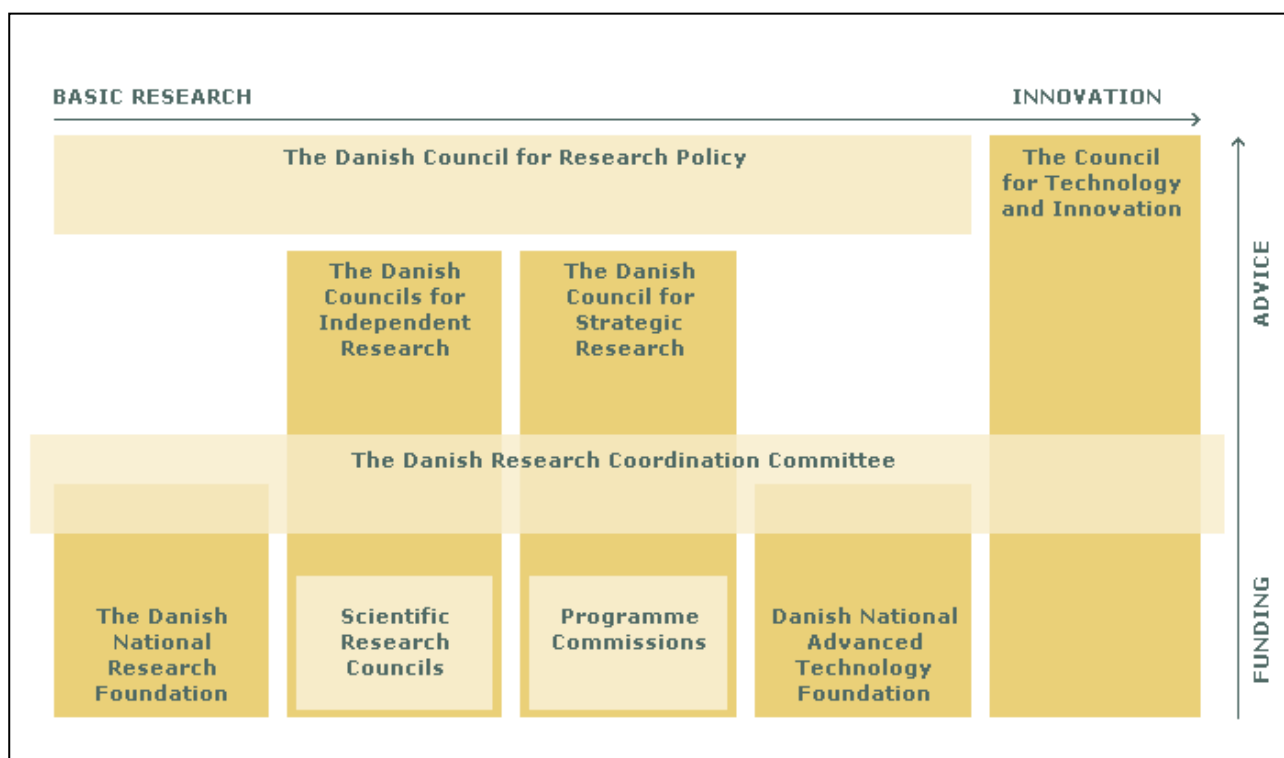 BASIC RESEARCH
INNOVATION
The Danish Council for Research Policy
The Council
for Technology
and Innovation
ADVICE
The Danish
Councils for
Independent
Research
The Danish
Council for
Strategic
Research
The Danish Research Coordination Committee
The Danish
National
Research
Foundation
Scientific
Research
Councils
Programme
Commissions
Danish National
Advanced
Technology
Foundation
FUNDING